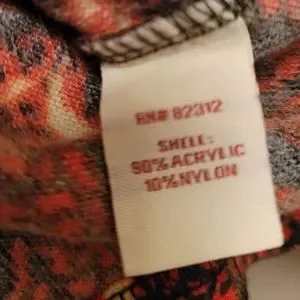 RN# 82312
SHELL:
90% ACRYLIC
10% NYLON